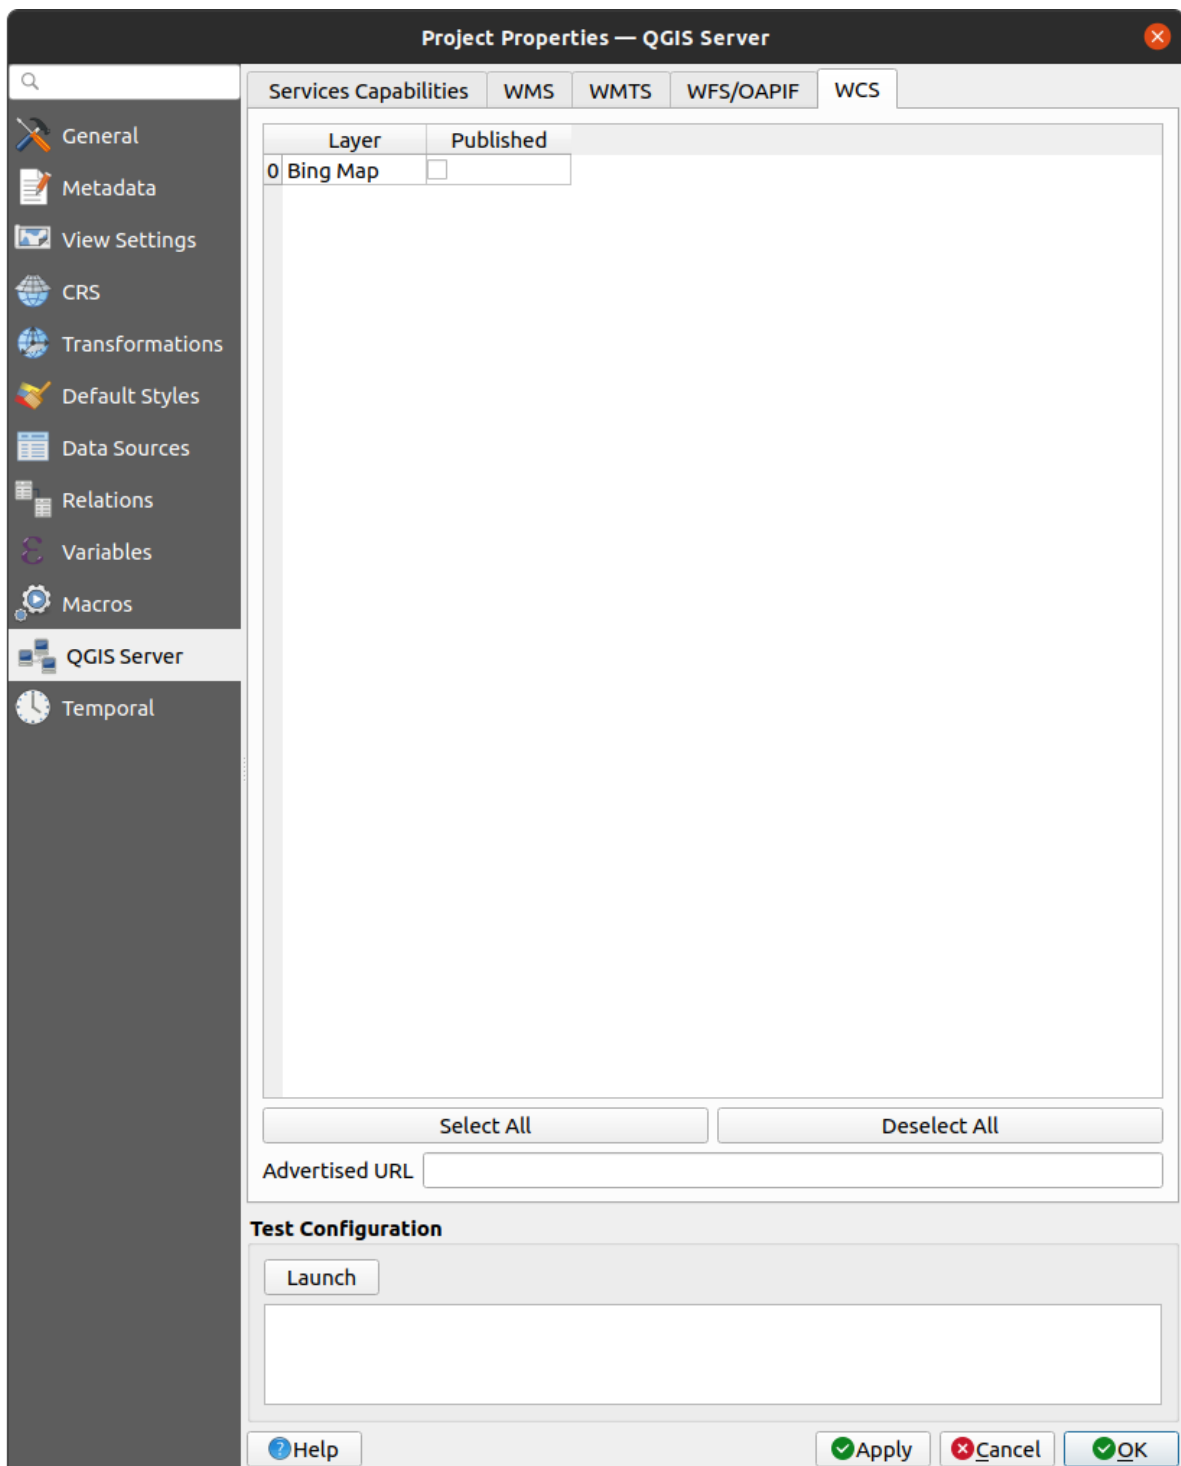 Project Properties — QGIS Server
Services Capabilities WMS WMTS WFS/OAPIF WCS
General
Metadata
View Settings
CRS
Transformations
Default Styles
Data Sources
Relations
Variables
Macros
QGIS Server
Temporal
Layer Published
0 Bing Map
Select All Deselect All
Advertised URL
Test Configuration
Launch
Help Apply Cancel OK